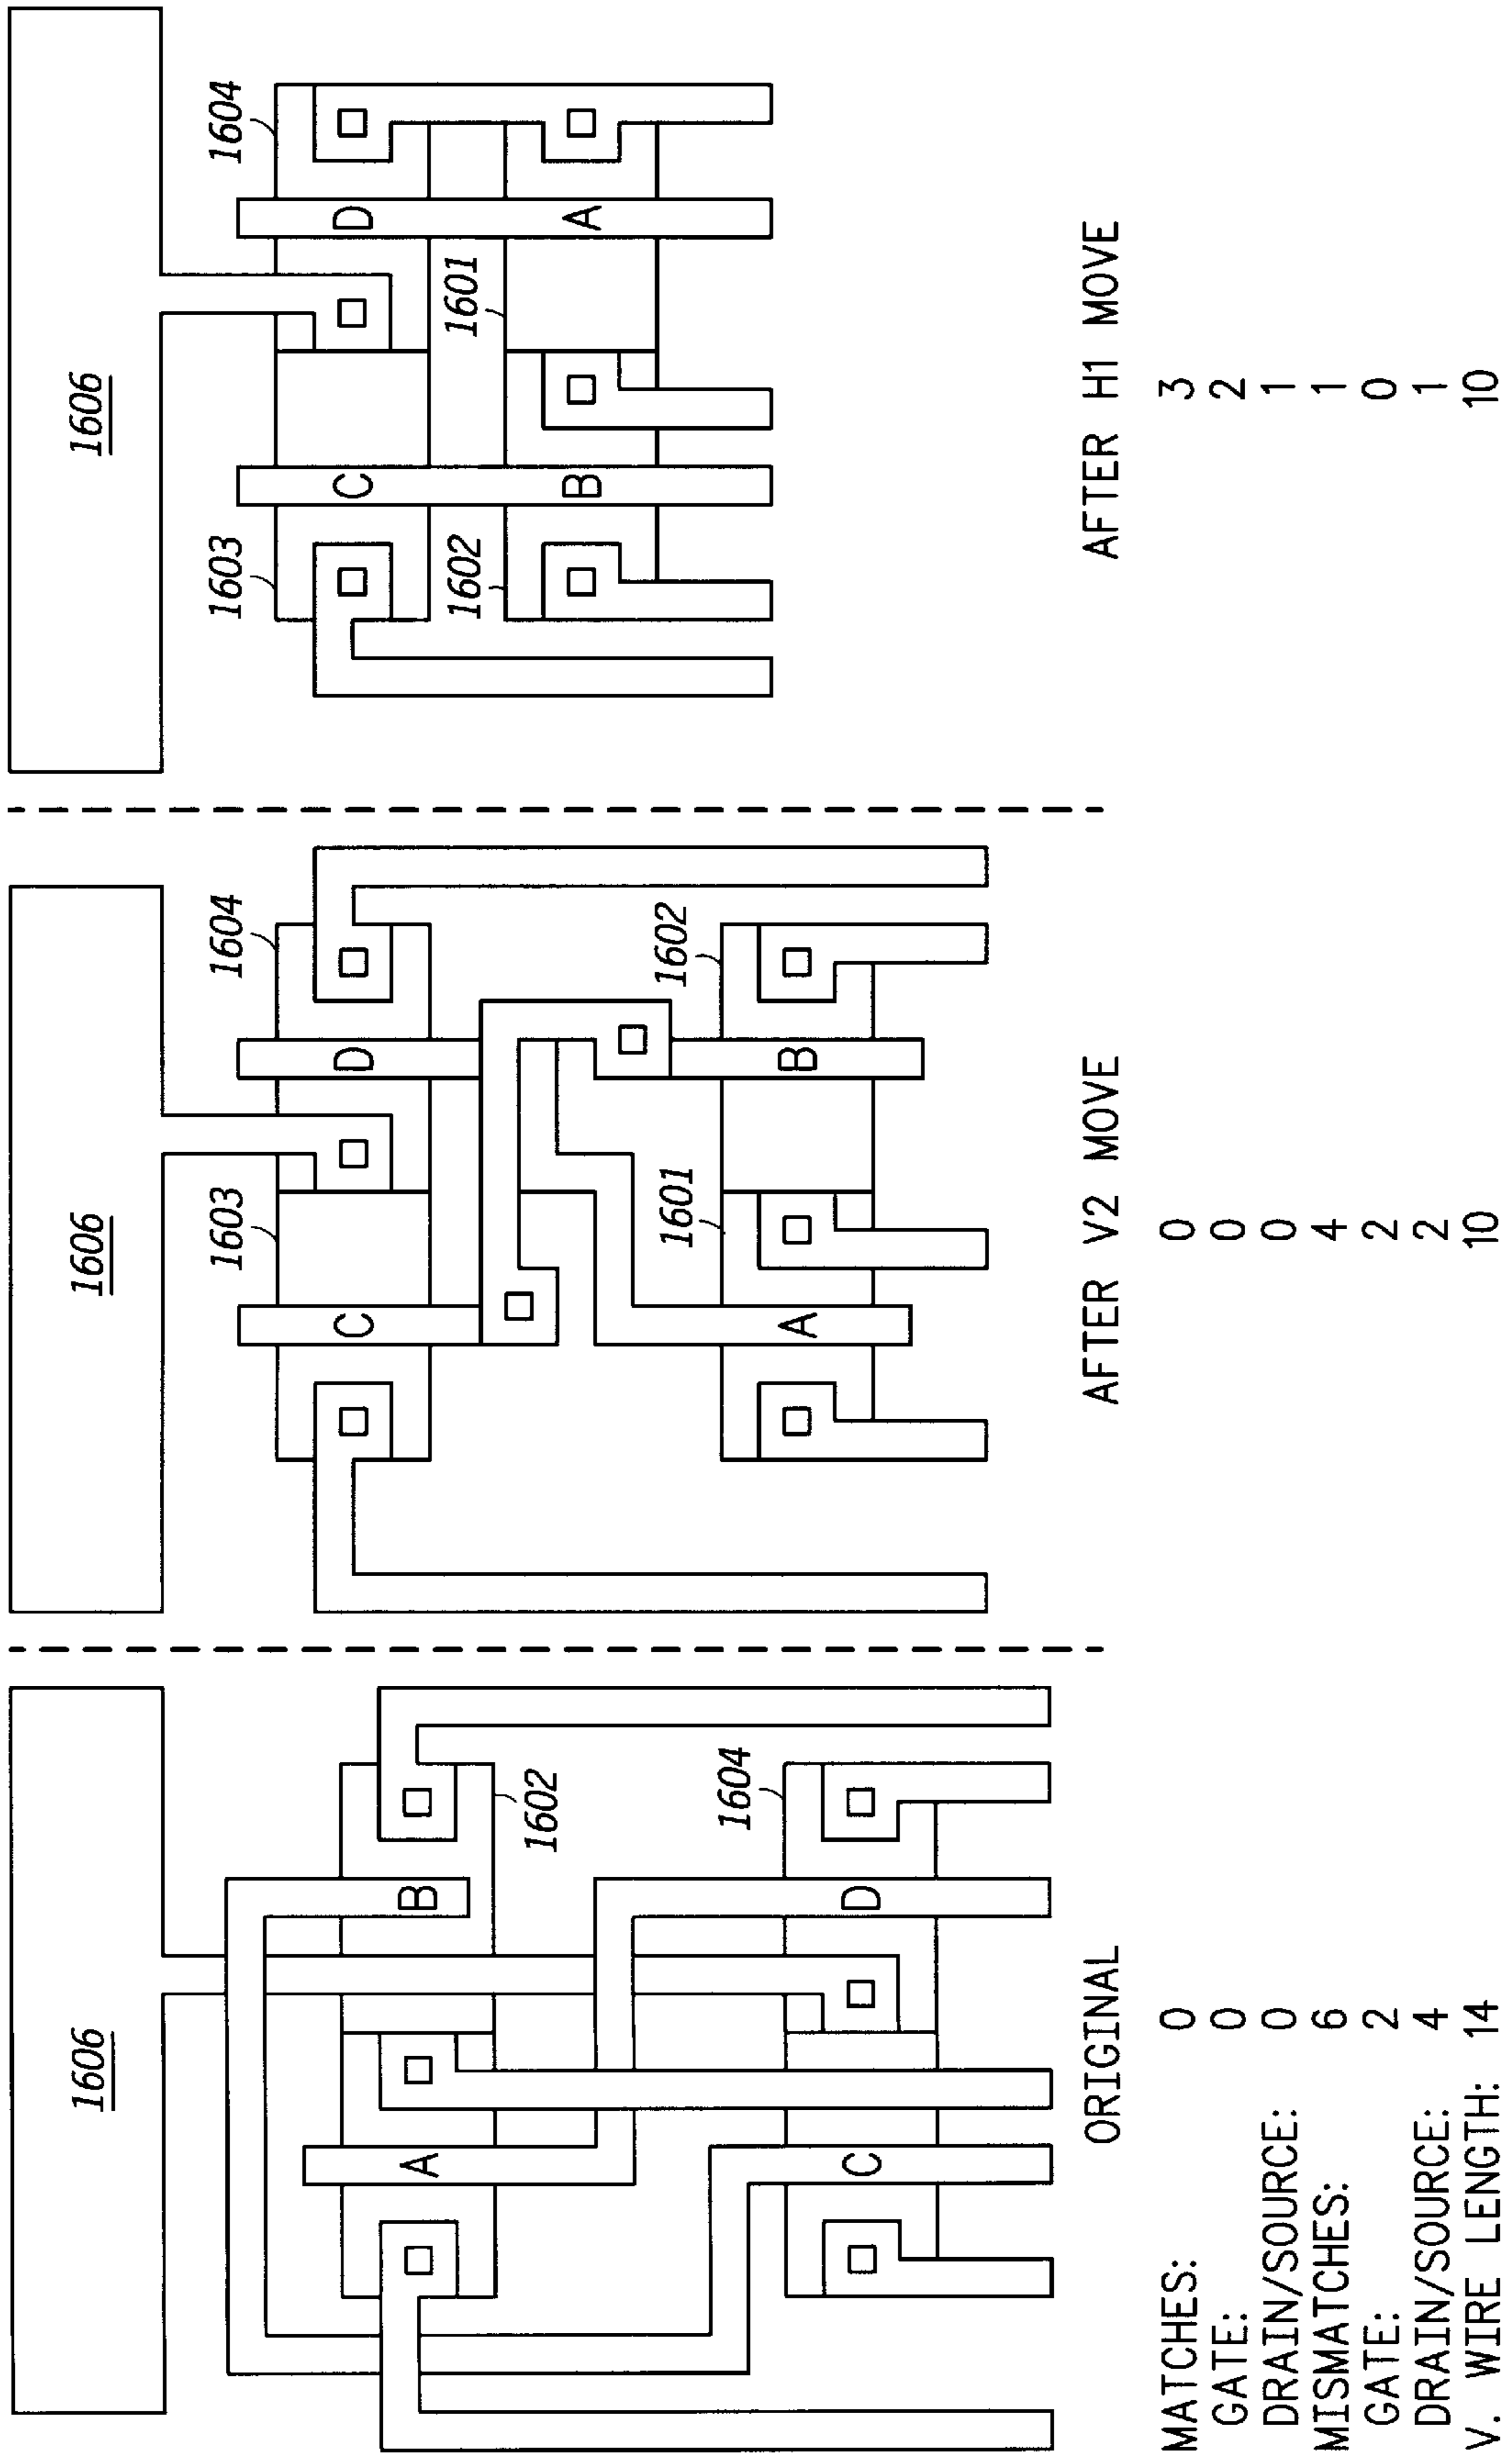 1606
A B
1602
1604
C D
ORIGINAL
1606
1603 1604
C D
1601 1602
A B
AFTER V2 MOVE
1606
1603 1604
C D
1602 1601
B A
AFTER H1 MOVE
MATCHES: 0 0 3
GATE: 0 0 2
DRAIN/SOURCE: 0 0 1
MISMATCHES: 6 4 1
GATE: 2 2 0
DRAIN/SOURCE: 4 2 1
V. WIRE LENGTH: 14 10 10